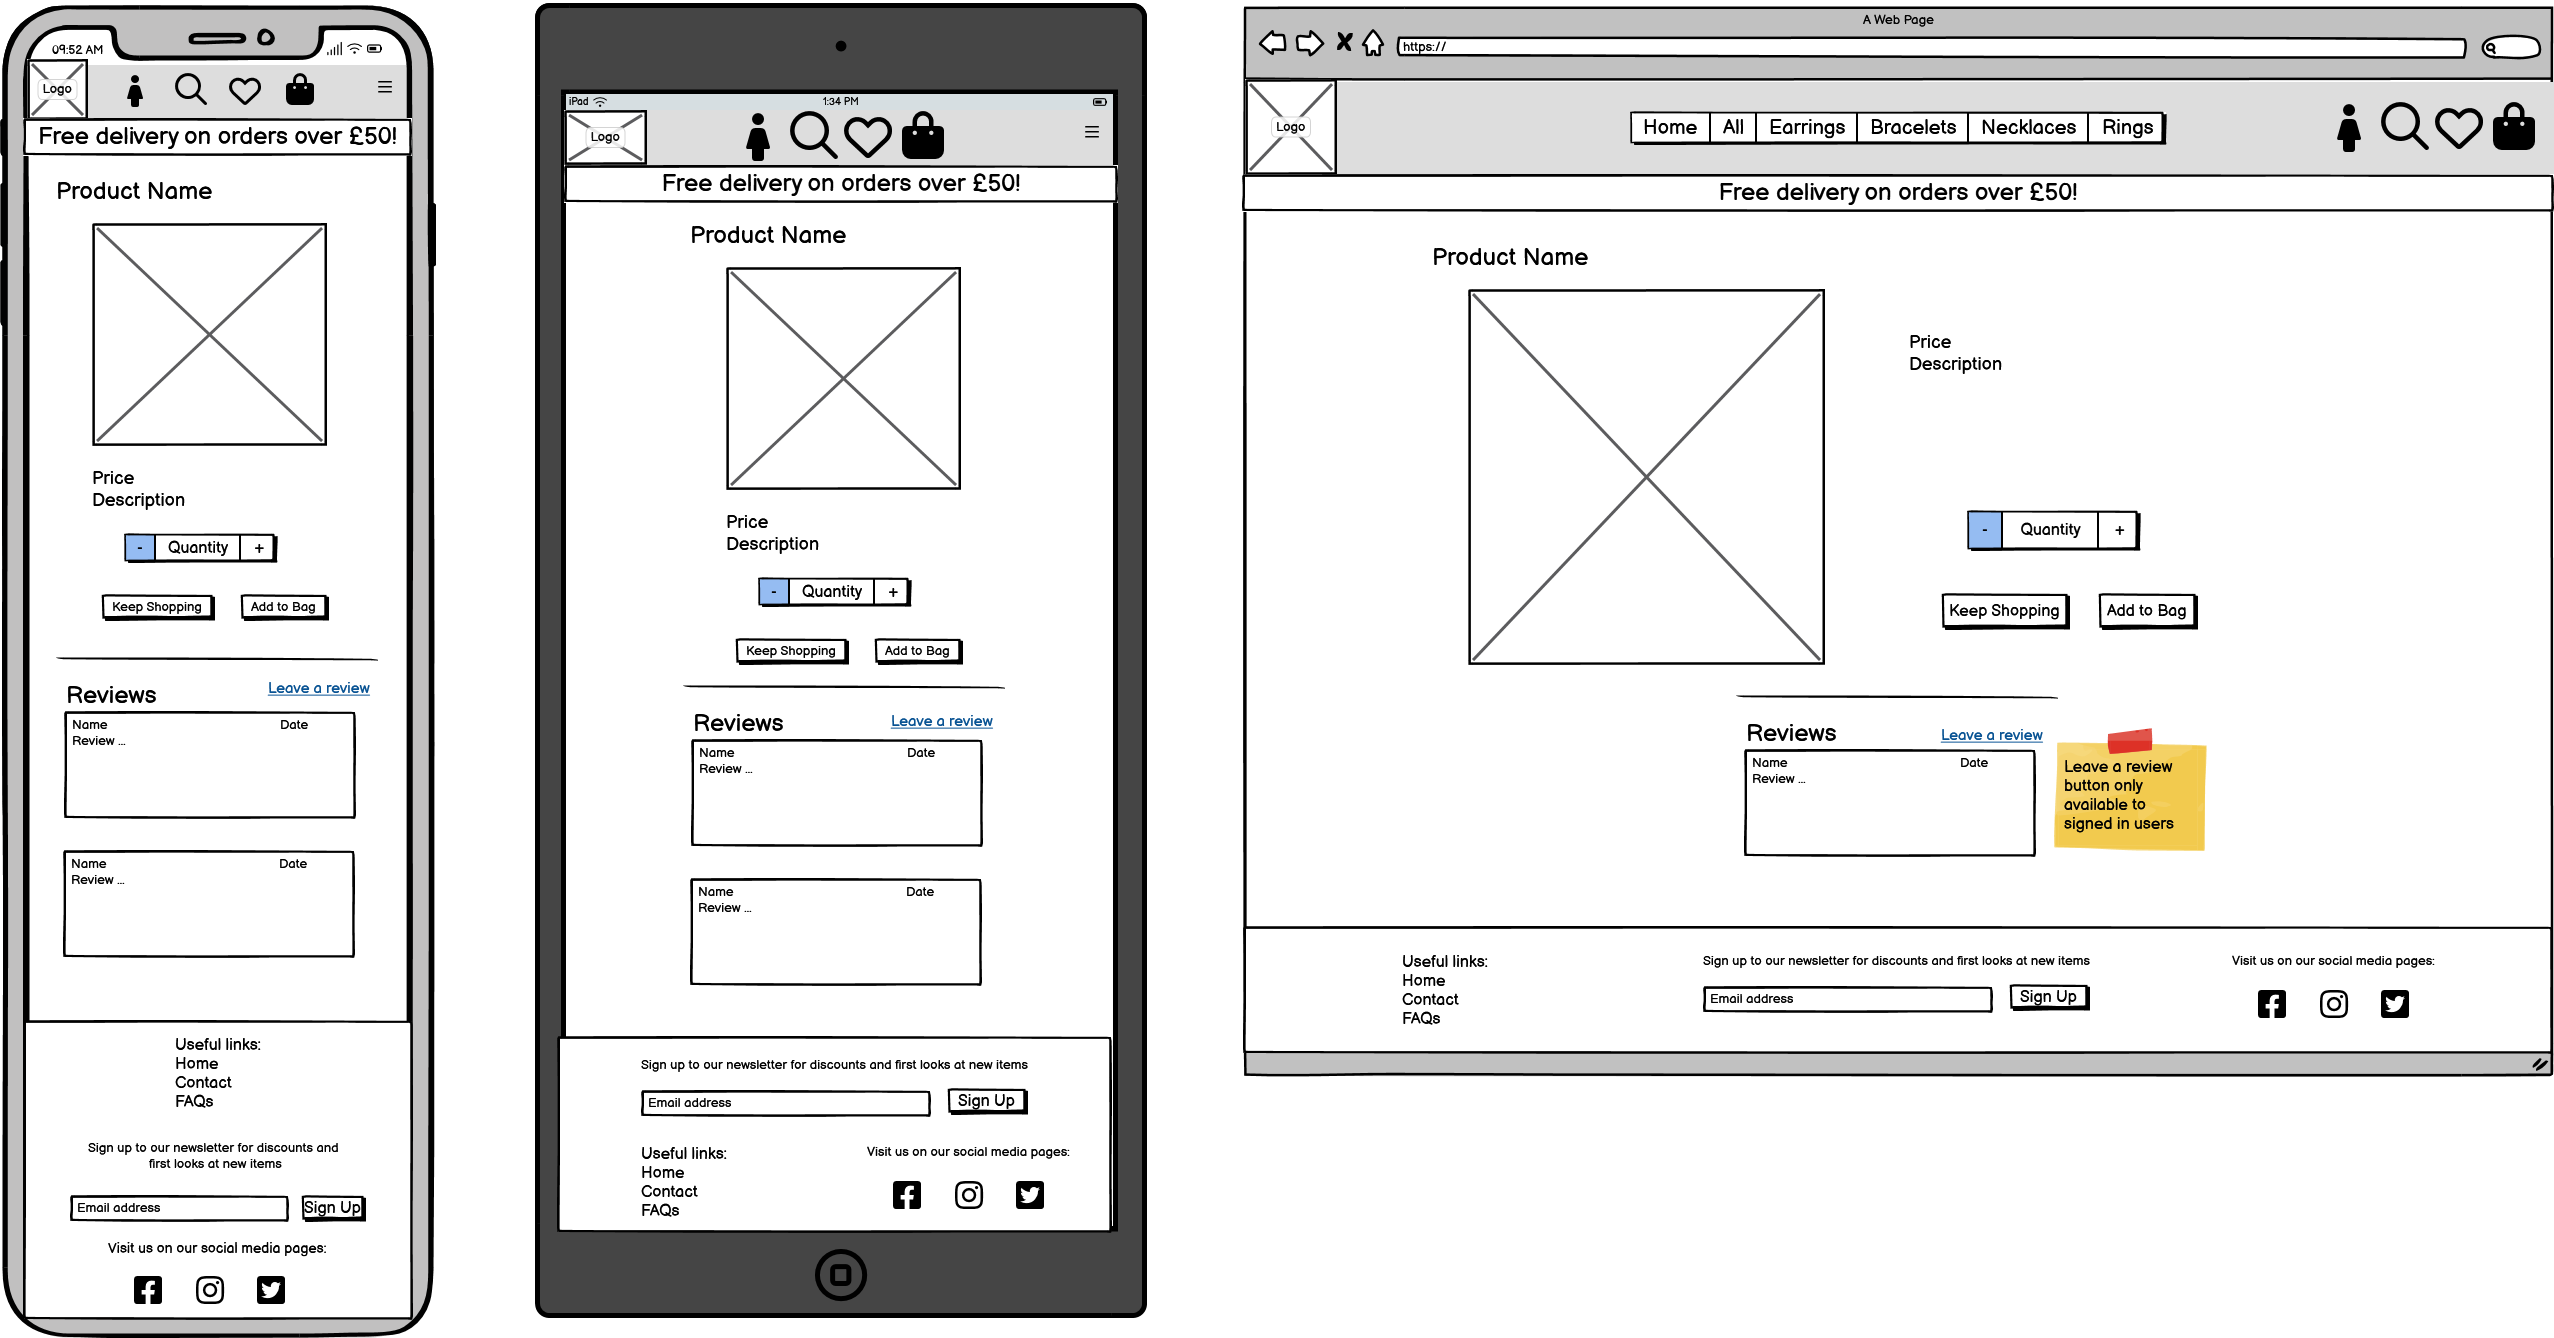 09:52 AM
Logo
Free delivery on orders over £50!
Product Name
Price
Description
- Quantity +
Keep Shopping Add to Bag
Reviews Leave a review
Name Date
Review ...
Name Date
Review ...
Useful links:
Home
Contact
FAQs
Sign up to our newsletter for discounts and
first looks at new items
Email address Sign Up
Visit us on our social media pages:
iPad 1:34 PM
Logo
Free delivery on orders over £50!
Product Name
Price
Description
- Quantity +
Keep Shopping Add to Bag
Reviews Leave a review
Name Date
Review ...
Name Date
Review ...
Sign up to our newsletter for discounts and first looks at new items
Email address Sign Up
Useful links:
Home
Contact
FAQs
Visit us on our social media pages:
A Web Page
https://
Logo
Home All Earrings Bracelets Necklaces Rings
Free delivery on orders over £50!
Product Name
Price
Description
- Quantity +
Keep Shopping Add to Bag
Reviews Leave a review
Name Date
Review ...
Leave a review
button only
available to
signed in users
Useful links:
Home
Contact
FAQs
Sign up to our newsletter for discounts and first looks at new items
Email address Sign Up
Visit us on our social media pages: